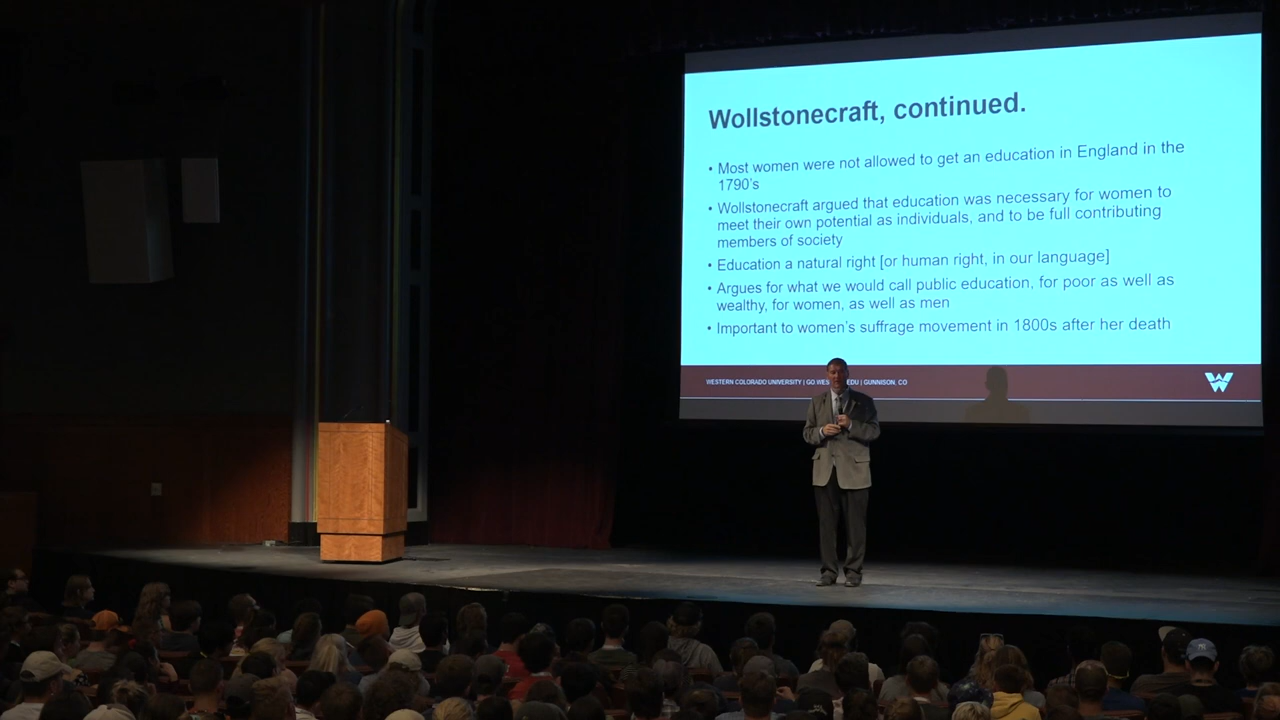 Wollstonecraft, continued.
• Most women were not allowed to get an education in England in the
1790's
• Wollstonecraft argued that education was necessary for women to
meet their own potential as individuals, and to be full contributing
members of society
• Education a natural right [or human right, in our language]
• Argues for what we would call public education, for poor as well as
wealthy, for women, as well as men
• Important to women's suffrage movement in 1800s after her death
WESTERN COLORADO UNIVERSITY | GO WES EDU | GUNNISON, CO
W